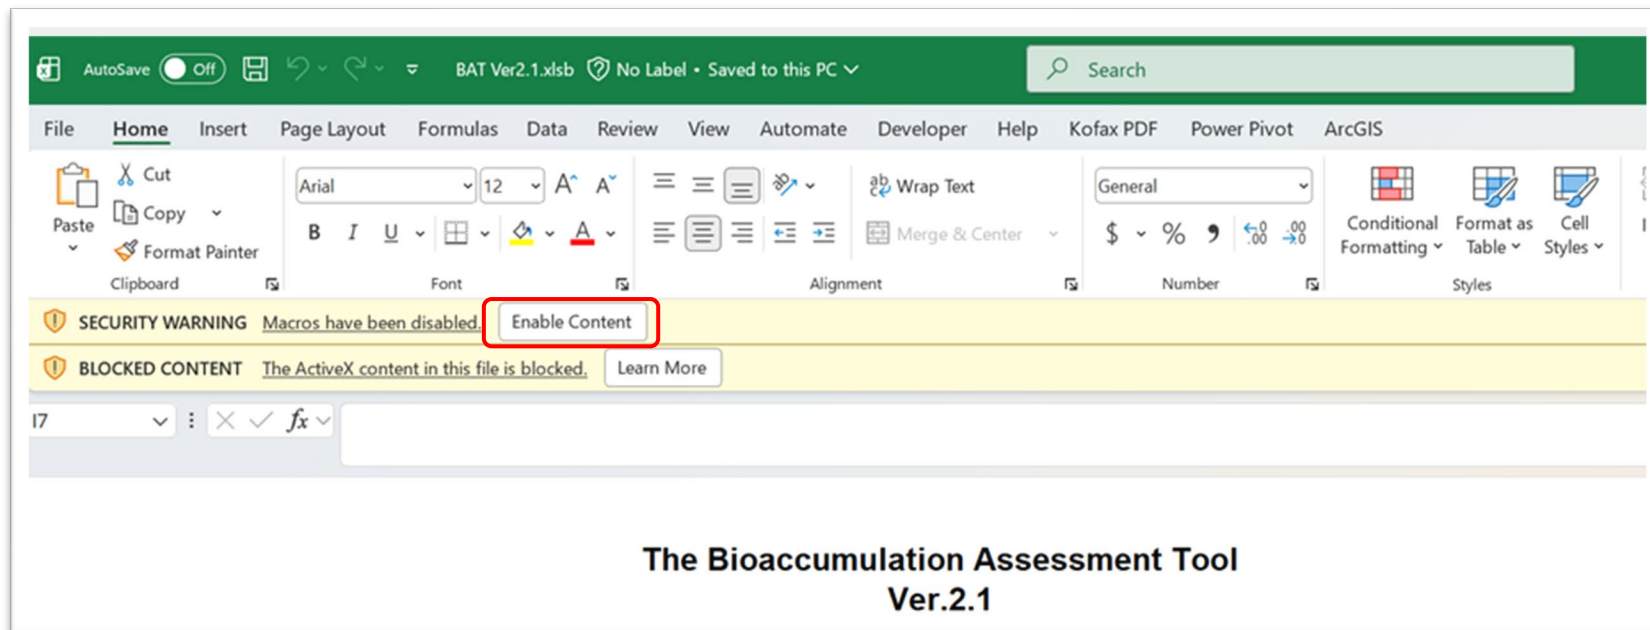 AutoSave Off BAT Ver2.1.xlsb No Label • Saved to this PC Search
File Home Insert Page Layout Formulas Data Review View Automate Developer Help Kofax PDF Power Pivot ArcGIS
Paste
Cut
Copy
Format Painter
Clipboard
Arial 12 A A
B I U A
Font
ab c Wrap Text
Merge & Center
Alignment
General
$ % , .00 .00
Number
Conditional Formatting
Format as Table
Cell Styles
Styles
SECURITY WARNING Macros have been disabled. Enable Content
BLOCKED CONTENT The ActiveX content in this file is blocked. Learn More
I7 fx
The Bioaccumulation Assessment Tool
Ver.2.1